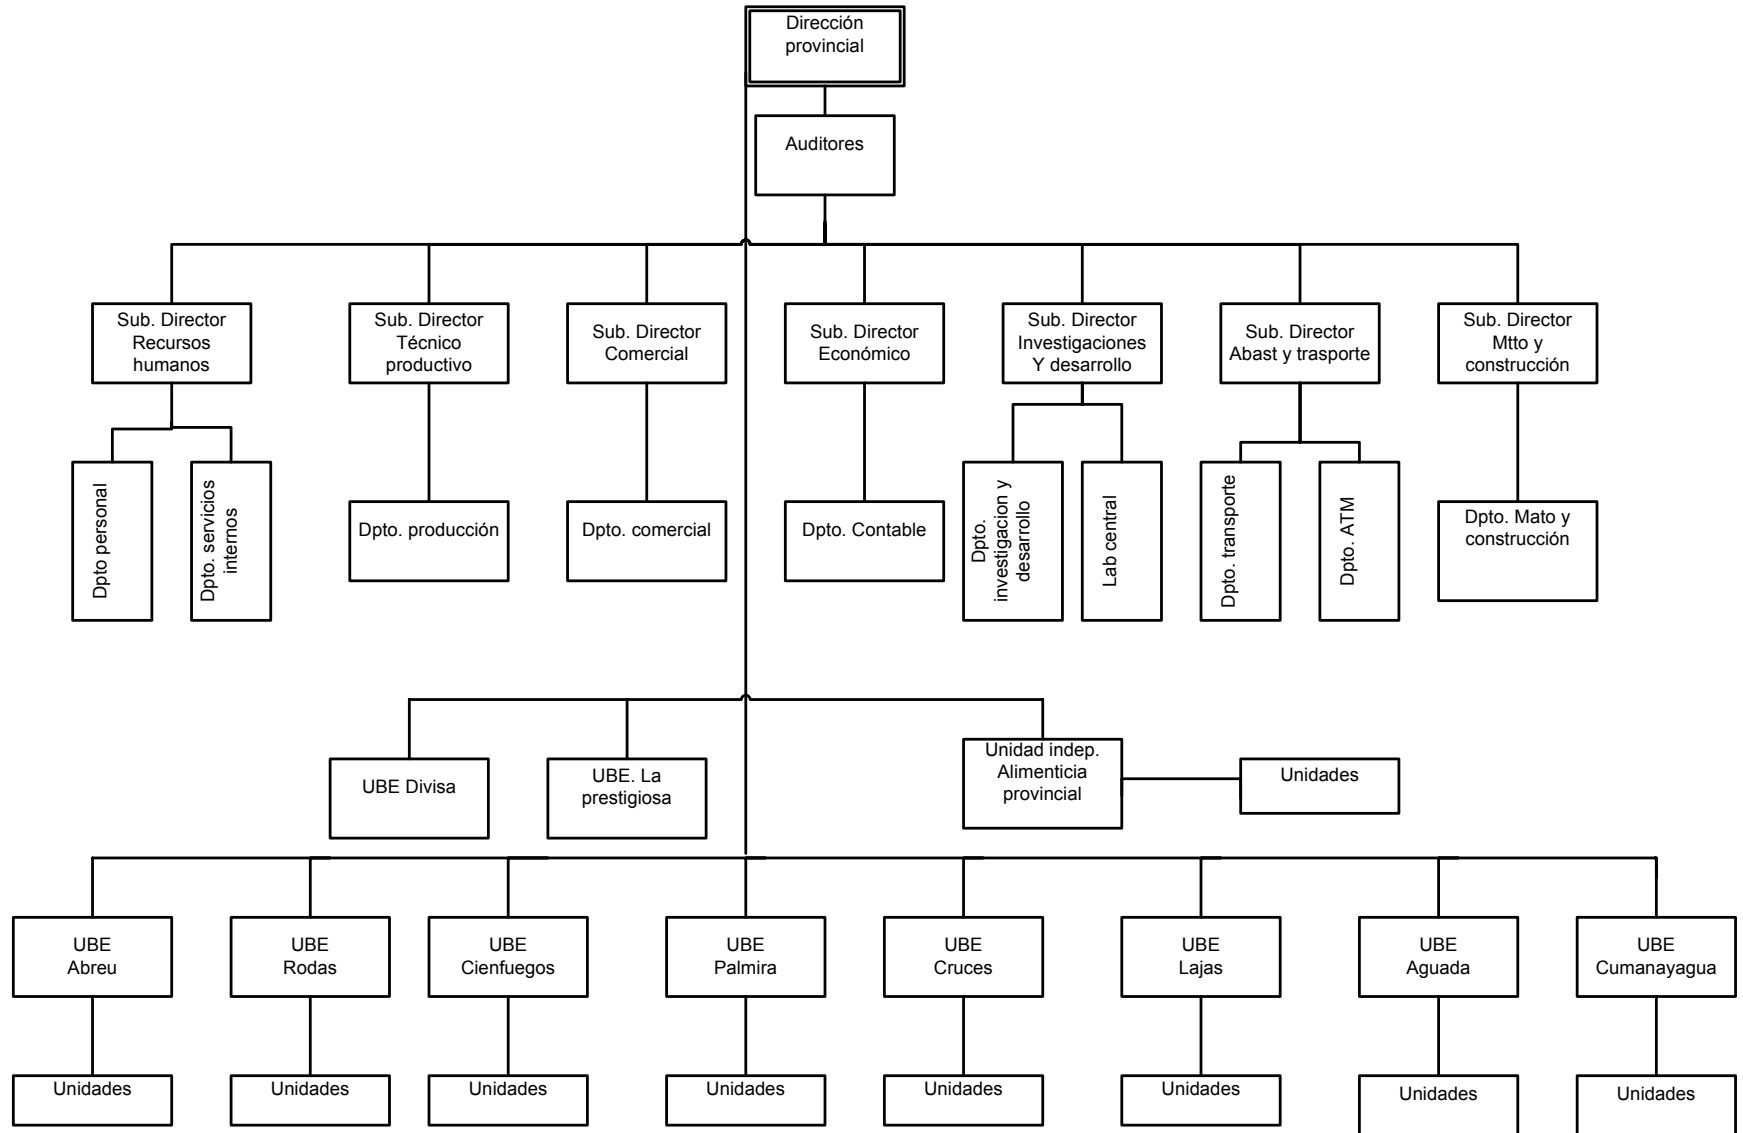 Dirección
provincial
Auditores
Sub. Director
Recursos
humanos
Sub. Director
Técnico
productivo
Sub. Director
Comercial
Sub. Director
Económico
Sub. Director
Investigaciones
Y desarrollo
Sub. Director
Abast y trasporte
Sub. Director
Mtto y
construcción
Dpto personal
Dpto. servicios
internos
Dpto. producción
Dpto. comercial
Dpto. Contable
Dpto.
investigacion y
desarrollo
Lab central
Dpto. transporte
Dpto. ATM
Dpto. Mato y
construcción
UBE Divisa
UBE. La
prestigiosa
Unidad indep.
Alimenticia
provincial
Unidades
UBE
Abreu
UBE
Rodas
UBE
Cienfuegos
UBE
Palmira
UBE
Cruces
UBE
Lajas
UBE
Aguada
UBE
Cumanayagua
Unidades
Unidades
Unidades
Unidades
Unidades
Unidades
Unidades
Unidades